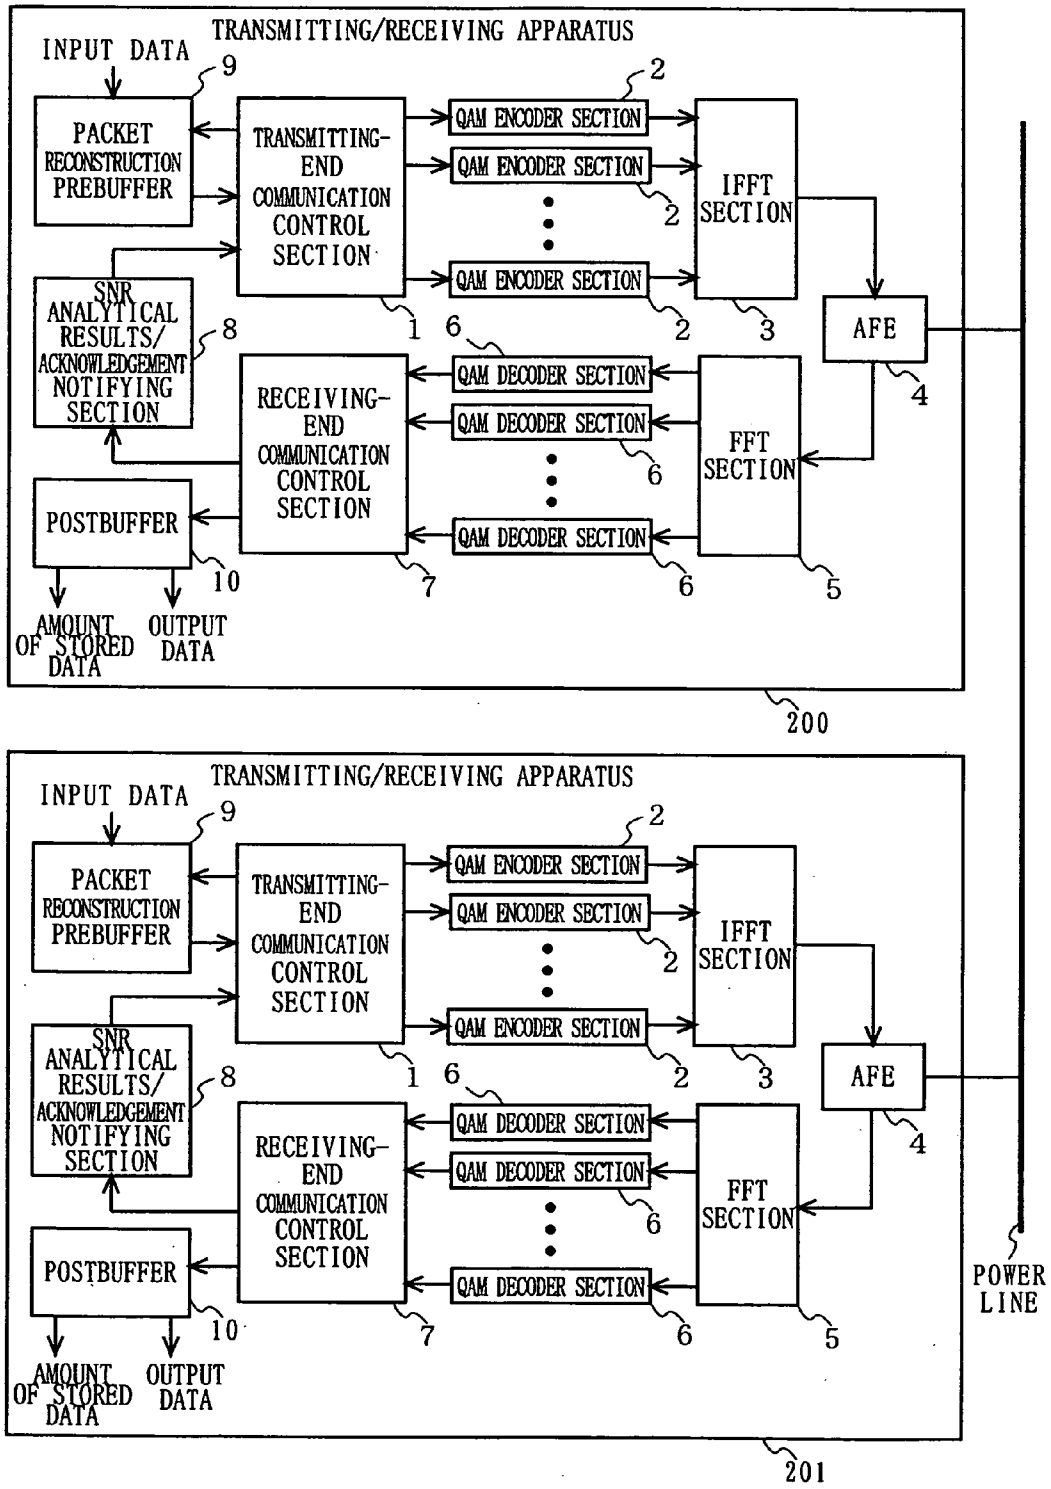 TRANSMITTING/RECEIVING APPARATUS
INPUT DATA
9
PACKET
RECONSTRUCTION
PREBUFFER
TRANSMITTING-
END
COMMUNICATION
CONTROL
SECTION
1
2
QAM ENCODER SECTION
QAM ENCODER SECTION
2
QAM ENCODER SECTION
2
IFFT
SECTION
3
AFE
4
SNR
ANALYTICAL
RESULTS/
ACKNOWLEDGEMENT
NOTIFYING
SECTION
8
RECEIVING-
END
COMMUNICATION
CONTROL
SECTION
7
6
QAM DECODER SECTION
QAM DECODER SECTION
6
QAM DECODER SECTION
6
FFT
SECTION
5
POSTBUFFER
10
AMOUNT
OF STORED
DATA
OUTPUT
DATA
200
TRANSMITTING/RECEIVING APPARATUS
INPUT DATA
9
PACKET
RECONSTRUCTION
PREBUFFER
TRANSMITTING-
END
COMMUNICATION
CONTROL
SECTION
1
2
QAM ENCODER SECTION
QAM ENCODER SECTION
2
QAM ENCODER SECTION
2
IFFT
SECTION
3
AFE
4
SNR
ANALYTICAL
RESULTS/
ACKNOWLEDGEMENT
NOTIFYING
SECTION
8
RECEIVING-
END
COMMUNICATION
CONTROL
SECTION
7
6
QAM DECODER SECTION
QAM DECODER SECTION
6
QAM DECODER SECTION
6
FFT
SECTION
5
POSTBUFFER
10
AMOUNT
OF STORED
DATA
OUTPUT
DATA
201
POWER
LINE